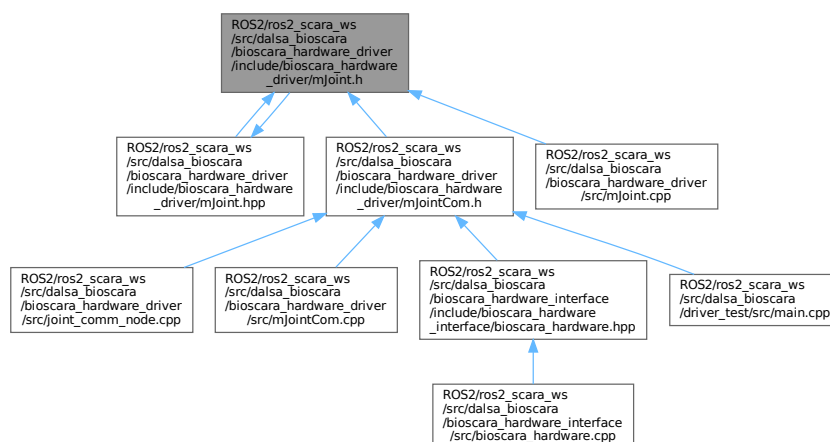 ROS2/ros2_scara_ws
/src/dalsa_bioscara
/bioscara_hardware_driver
/include/bioscara_hardware
_driver/mJoint.h
ROS2/ros2_scara_ws
/src/dalsa_bioscara
/bioscara_hardware_driver
/include/bioscara_hardware
_driver/mJoint.hpp
ROS2/ros2_scara_ws
/src/dalsa_bioscara
/bioscara_hardware_driver
/include/bioscara_hardware
_driver/mJointCom.h
ROS2/ros2_scara_ws
/src/dalsa_bioscara
/bioscara_hardware_driver
/src/mJoint.cpp
ROS2/ros2_scara_ws
/src/dalsa_bioscara
/bioscara_hardware_driver
/src/joint_comm_node.cpp
ROS2/ros2_scara_ws
/src/dalsa_bioscara
/bioscara_hardware_driver
/src/mJointCom.cpp
ROS2/ros2_scara_ws
/src/dalsa_bioscara
/bioscara_hardware_interface
/include/bioscara_hardware
_interface/bioscara_hardware.hpp
ROS2/ros2_scara_ws
/src/dalsa_bioscara
/driver_test/src/main.cpp
ROS2/ros2_scara_ws
/src/dalsa_bioscara
/bioscara_hardware_interface
/src/bioscara_hardware.cpp